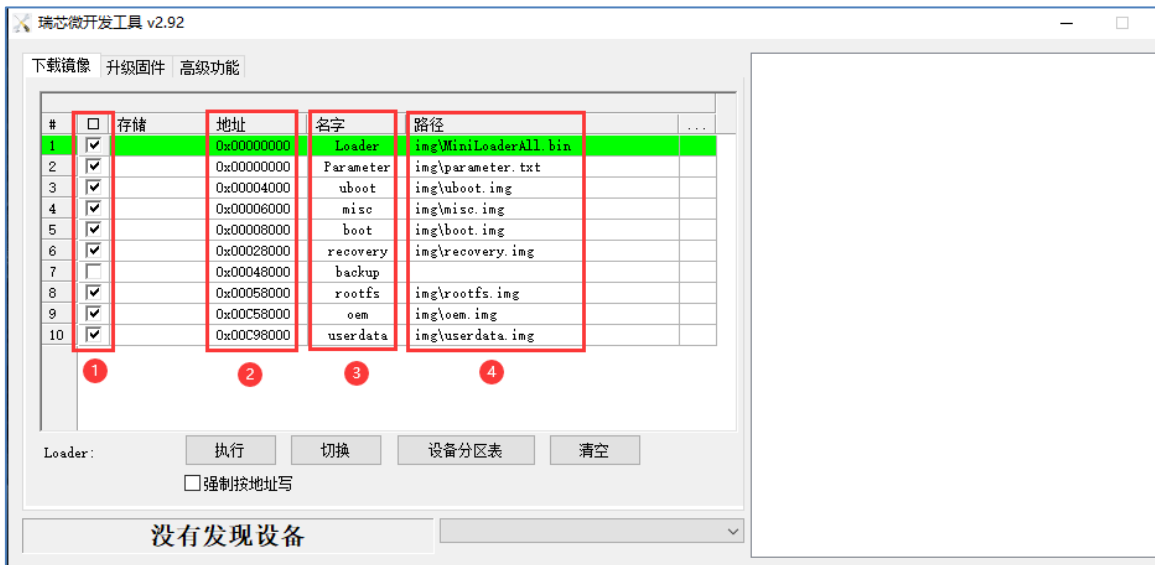 瑞芯微开发工具 v2.92
下载镜像 升级固件 高级功能
# 存储 地址 名字 路径 ...
1 0x00000000 Loader img\MiniLoaderAll.bin
2 0x00000000 Parameter img\parameter.txt
3 0x00004000 uboot img\uboot.img
4 0x00006000 misc img\misc.img
5 0x00008000 boot img\boot.img
6 0x00028000 recovery img\recovery.img
7 0x00048000 backup
8 0x00058000 rootfs img\rootfs.img
9 0x00C58000 oem img\oem.img
10 0x00C98000 userdata img\userdata.img
1 2 3 4
Loader: 执行 切换 设备分区表 清空
强制按地址写
没有发现设备